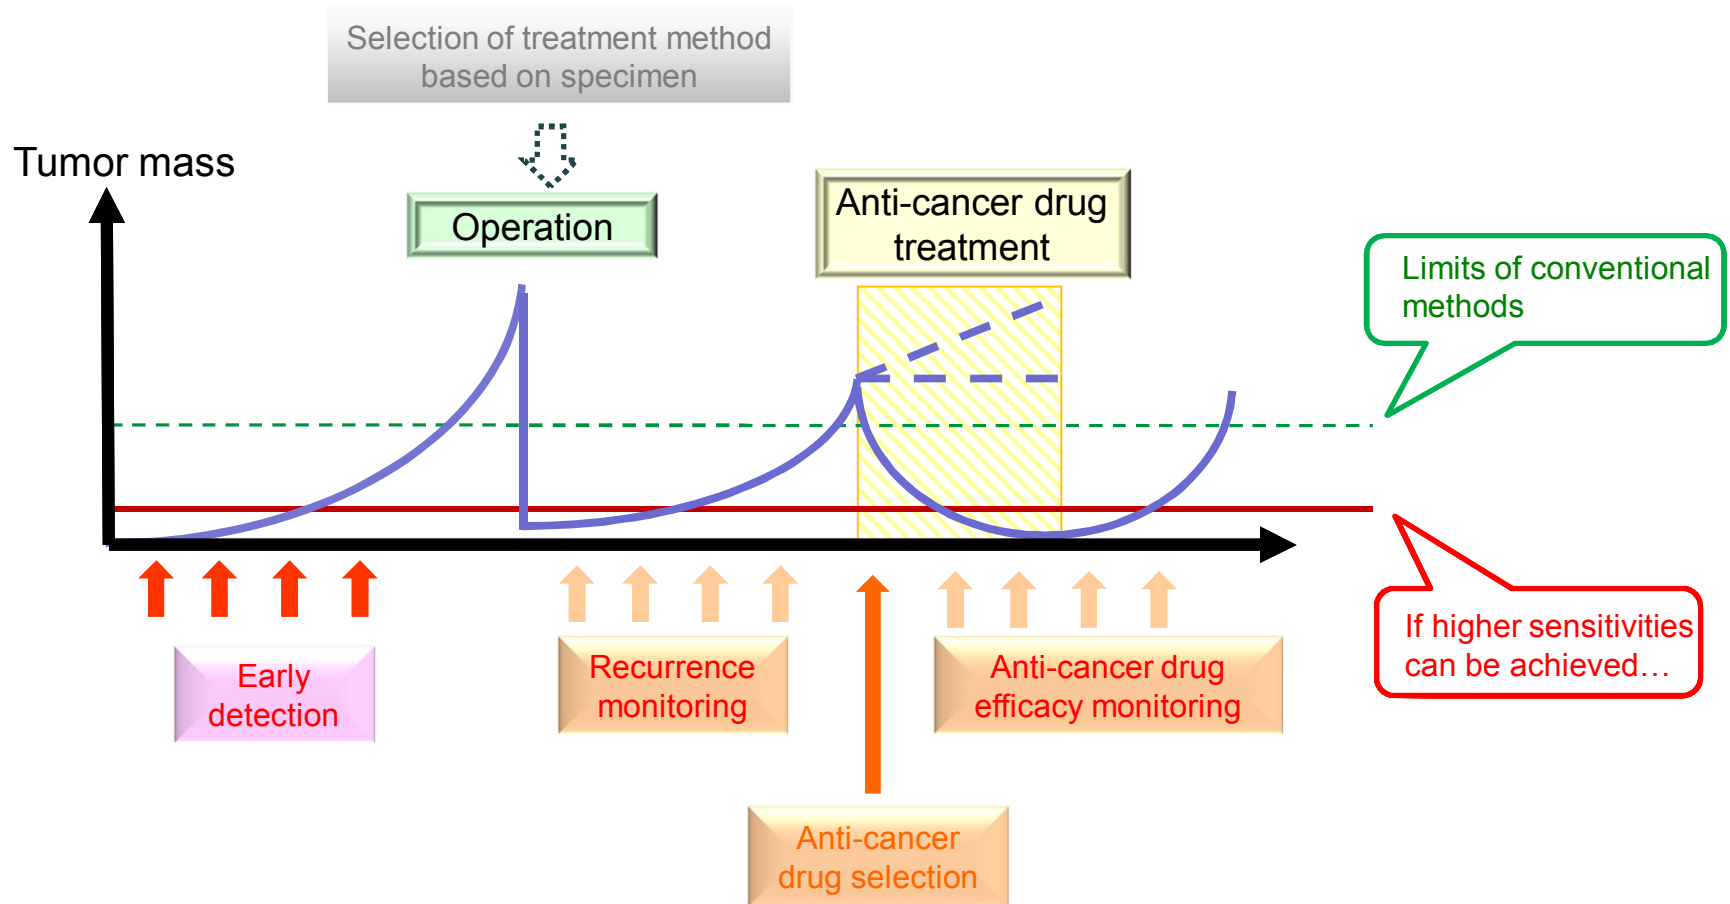 Selection of treatment method
based on specimen
Tumor mass
Operation
Anti-cancer drug
treatment
Limits of conventional
methods
If higher sensitivities
can be achieved…
Early
detection
Recurrence
monitoring
Anti-cancer drug
efficacy monitoring
Anti-cancer
drug selection